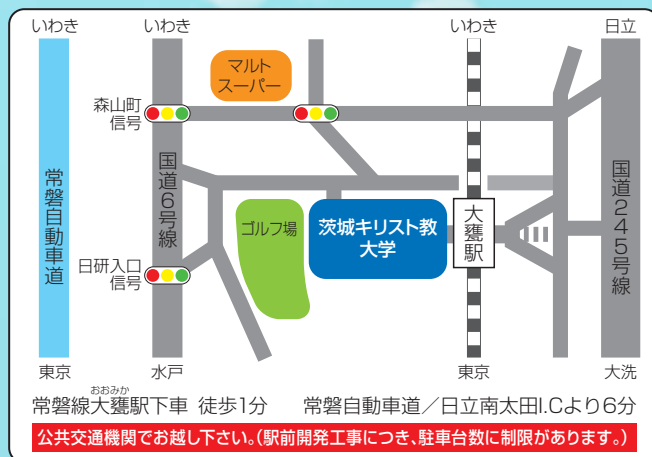 いわき
いわき
いわき
日立
マルト
スーパー
森山町
信号
常磐自動車道
国道6号線
国道245号線
ゴルフ場
茨城キリスト教
大学
大甕駅
日研入口
信号
東京
水戸
東京
大洗
おおみか
常磐線大甕駅下車 徒歩1分 常磐自動車道／日立南太田I.Cより6分
公共交通機関でお越し下さい。(駅前開発工事につき、駐車台数に制限があります。)